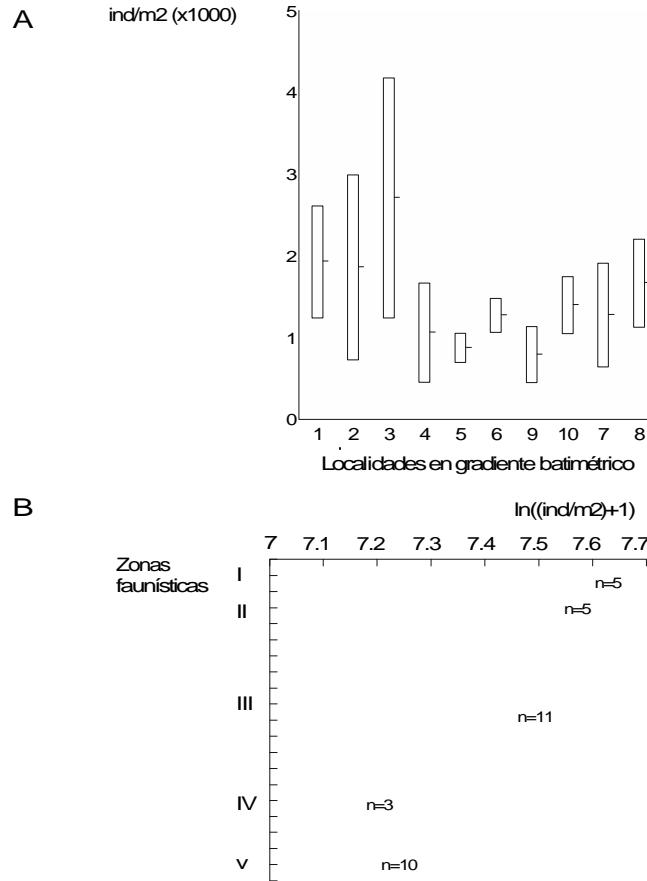 A
ind/m2 (x1000)
5
4
3
2
1
0
1 2 3 4 5 6 9 10 7 8
Localidades en gradiente batimétrico
B
ln((ind/m2)+1)
7 7.1 7.2 7.3 7.4 7.5 7.6 7.7
Zonas
faunísticas
I
n=5
II
n=5
III
n=11
IV
n=3
v
n=10